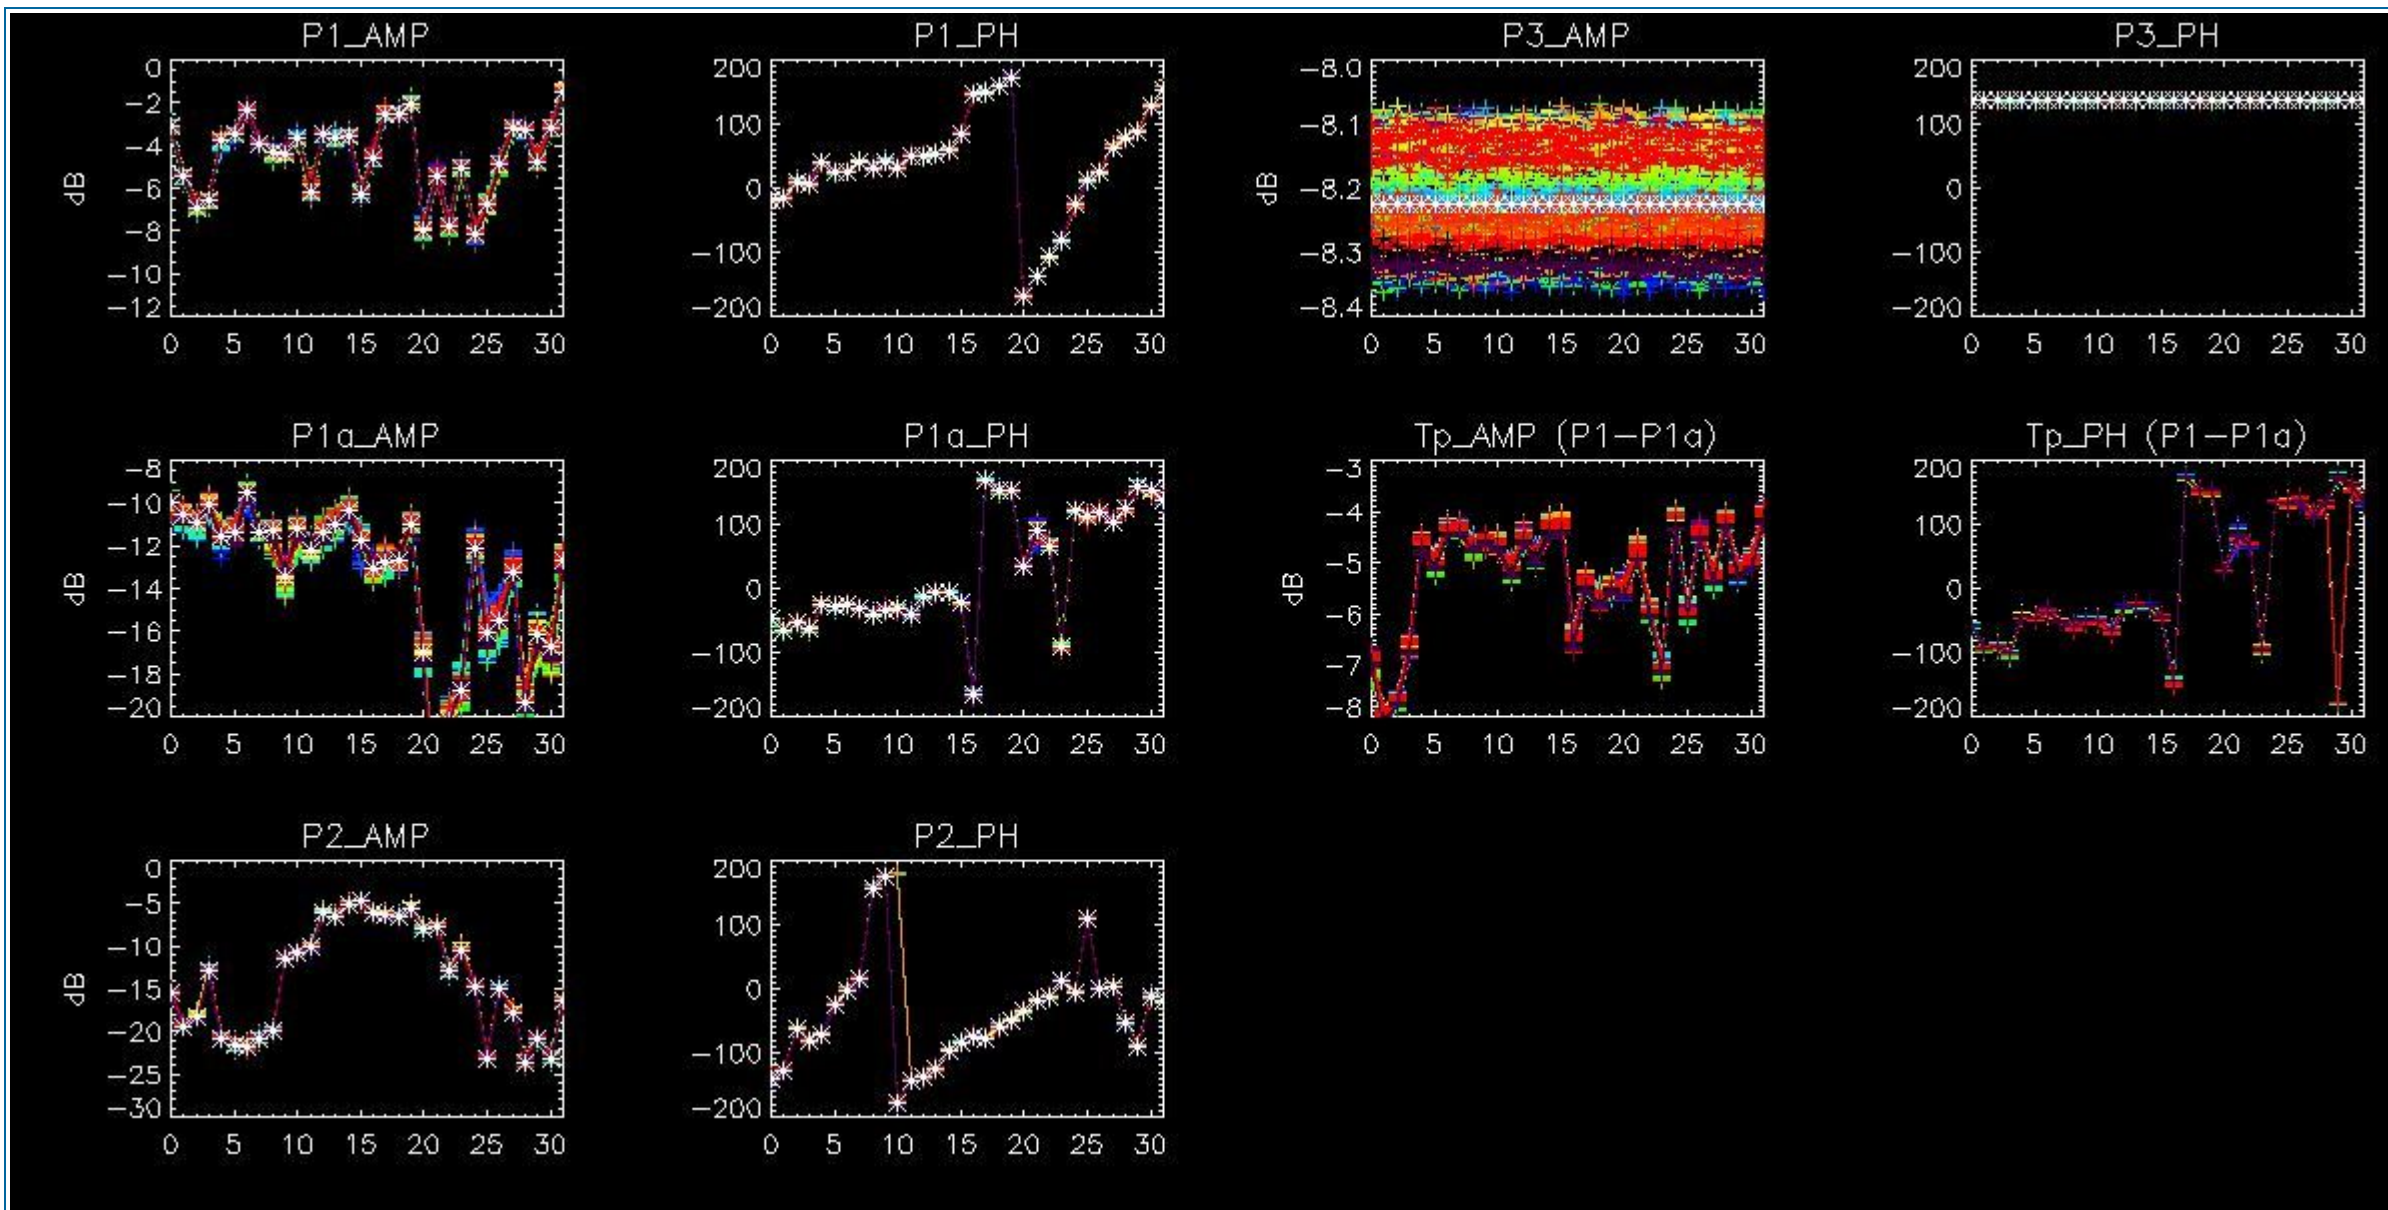 P1_AMP
P1_PH
P3_AMP
P3_PH
0
−2
−4
−6
−8
−10
−12
dB
0 5 10 15 20 25 30
200
100
0
−100
−200
0 5 10 15 20 25 30
−8.0
−8.1
−8.2
−8.3
−8.4
dB
0 5 10 15 20 25 30
200
100
0
−100
−200
0 5 10 15 20 25 30
P1a_AMP
P1a_PH
Tp_AMP (P1−P1a)
Tp_PH (P1−P1a)
−8
−10
−12
−14
−16
−18
−20
dB
0 5 10 15 20 25 30
200
100
0
−100
−200
0 5 10 15 20 25 30
−3
−4
−5
−6
−7
−8
dB
0 5 10 15 20 25 30
200
100
0
−100
−200
0 5 10 15 20 25 30
P2_AMP
P2_PH
0
−5
−10
−15
−20
−25
−30
dB
0 5 10 15 20 25 30
200
100
0
−100
−200
0 5 10 15 20 25 30